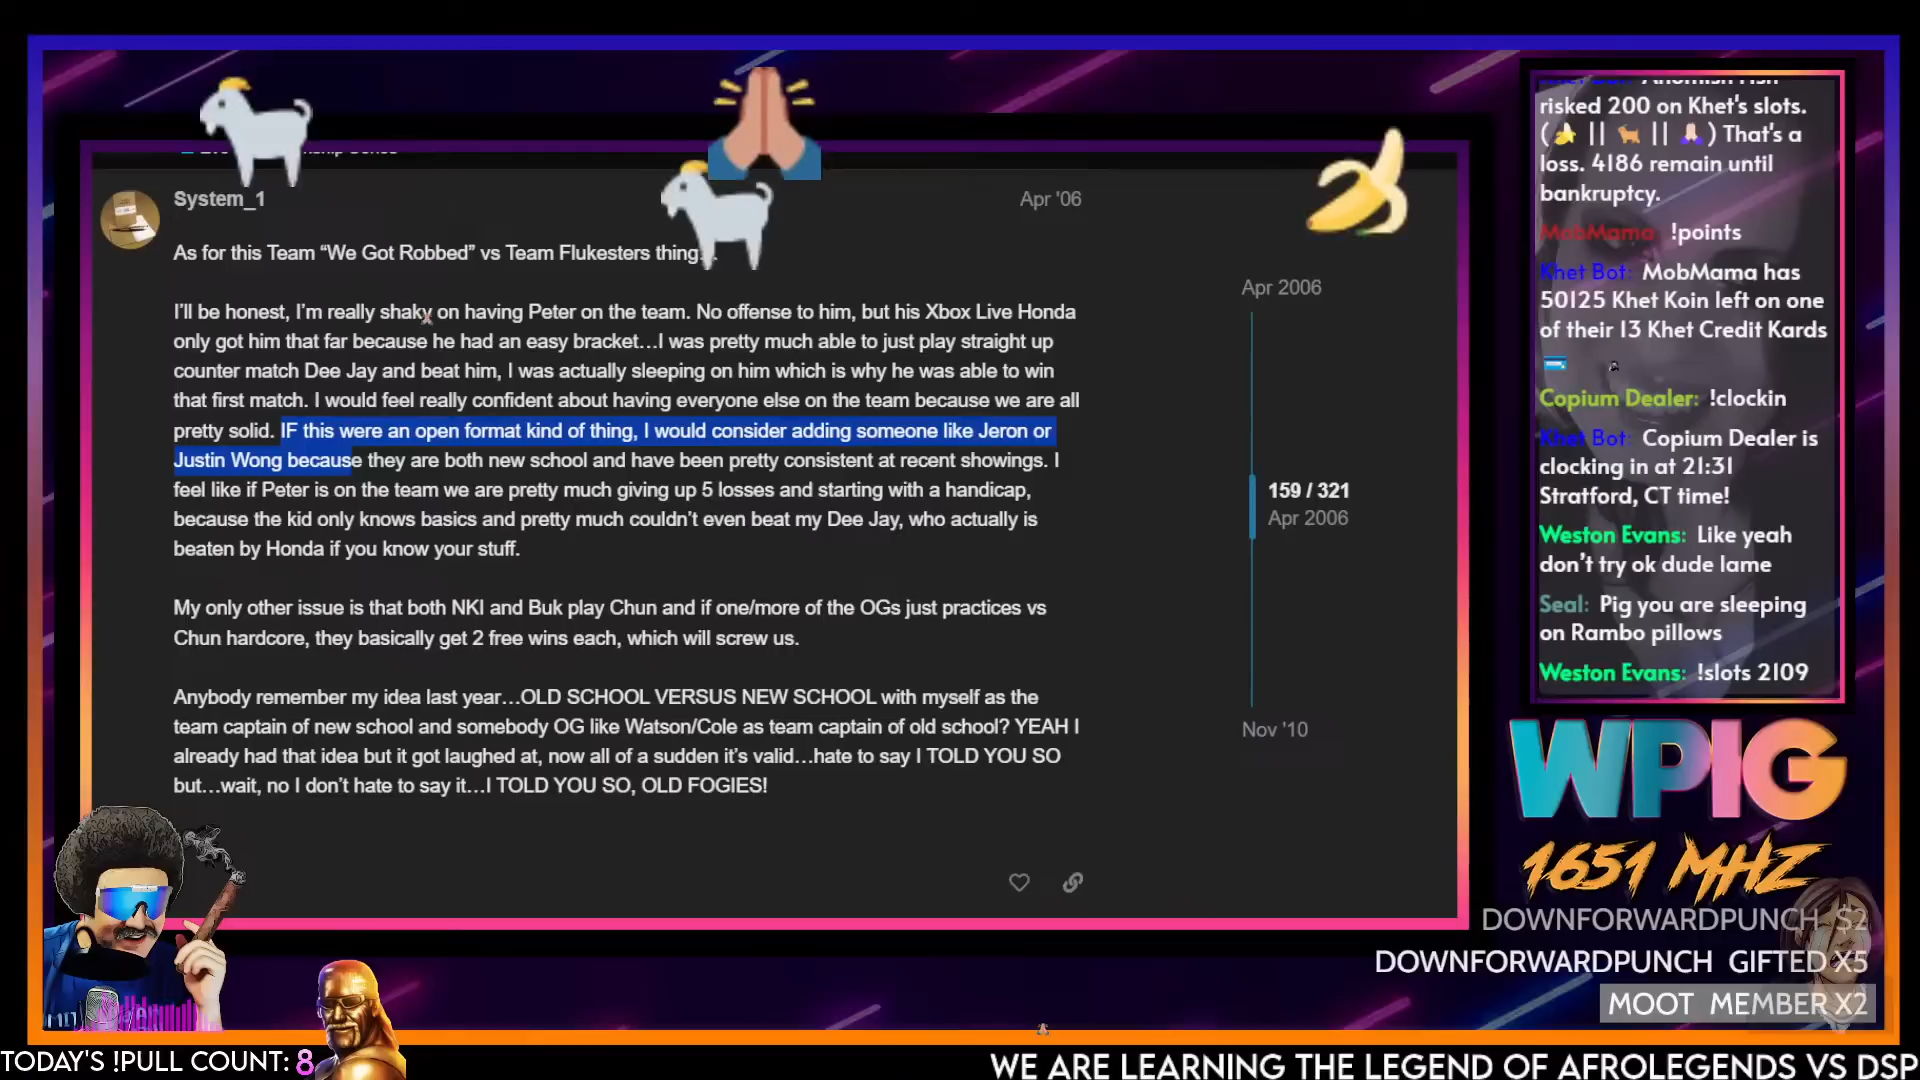 System_1
Apr '06
As for this Team “We Got Robbed” vs Team Flukesters thing
I’ll be honest, I’m really shaky on having Peter on the team. No offense to him, but his Xbox Live Honda
only got him that far because he had an easy bracket…I was pretty much able to just play straight up
counter match Dee Jay and beat him, I was actually sleeping on him which is why he was able to win
that first match. I would feel really confident about having everyone else on the team because we are all
pretty solid. IF this were an open format kind of thing, I would consider adding someone like Jeron or
Justin Wong because they are both new school and have been pretty consistent at recent showings. I
feel like if Peter is on the team we are pretty much giving up 5 losses and starting with a handicap,
because the kid only knows basics and pretty much couldn’t even beat my Dee Jay, who actually is
beaten by Honda if you know your stuff.
My only other issue is that both NKI and Buk play Chun and if one/more of the OGs just practices vs
Chun hardcore, they basically get 2 free wins each, which will screw us.
Anybody remember my idea last year…OLD SCHOOL VERSUS NEW SCHOOL with myself as the
team captain of new school and somebody OG like Watson/Cole as team captain of old school? YEAH I
already had that idea but it got laughed at, now all of a sudden it’s valid…hate to say I TOLD YOU SO
but…wait, no I don’t hate to say it…I TOLD YOU SO, OLD FOGIES!
Apr 2006
159 / 321
Apr 2006
Nov '10
risked 200 on Khet's slots.
( || || ) That's a
loss. 4186 remain until
bankruptcy.
MobMama: !points
Khet Bot: MobMama has
50125 Khet Koin left on one
of their 13 Khet Credit Kards
Copium Dealer: !clockin
Khet Bot: Copium Dealer is
clocking in at 21:31
Stratford, CT time!
Weston Evans: Like yeah
don’t try ok dude lame
Seal: Pig you are sleeping
on Rambo pillows
Weston Evans: !slots 2109
WPIG
1651 MHZ
DOWNFORWARDPUNCH $2
DOWNFORWARDPUNCH GIFTED X5
MOOT MEMBER X2
TODAY'S !PULL COUNT: 8
WE ARE LEARNING THE LEGEND OF AFROLEGENDS VS DSP